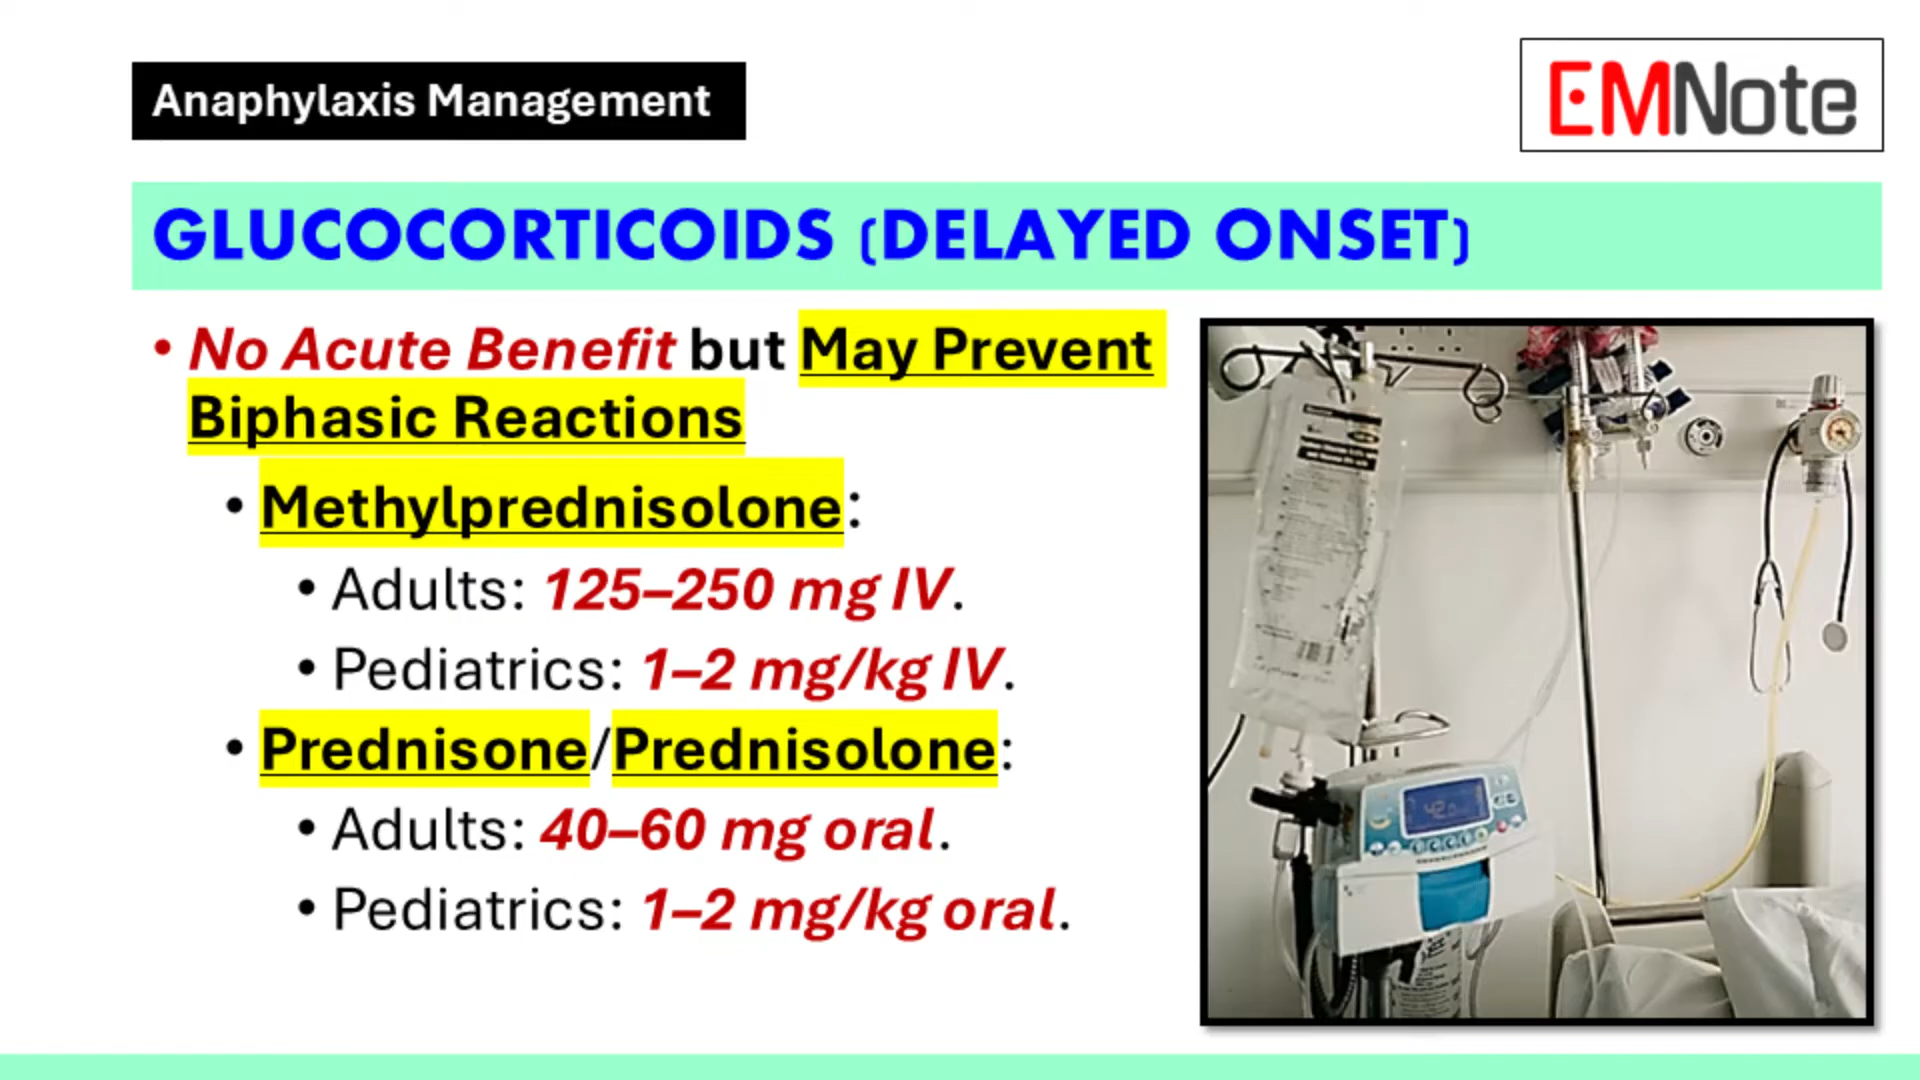 Anaphylaxis Management
EMNote
GLUCOCORTICOIDS (DELAYED ONSET)
• No Acute Benefit but May Prevent
Biphasic Reactions
• Methylprednisolone:
• Adults: 125–250 mg IV.
• Pediatrics: 1–2 mg/kg IV.
• Prednisone/Prednisolone:
• Adults: 40–60 mg oral.
• Pediatrics: 1–2 mg/kg oral.